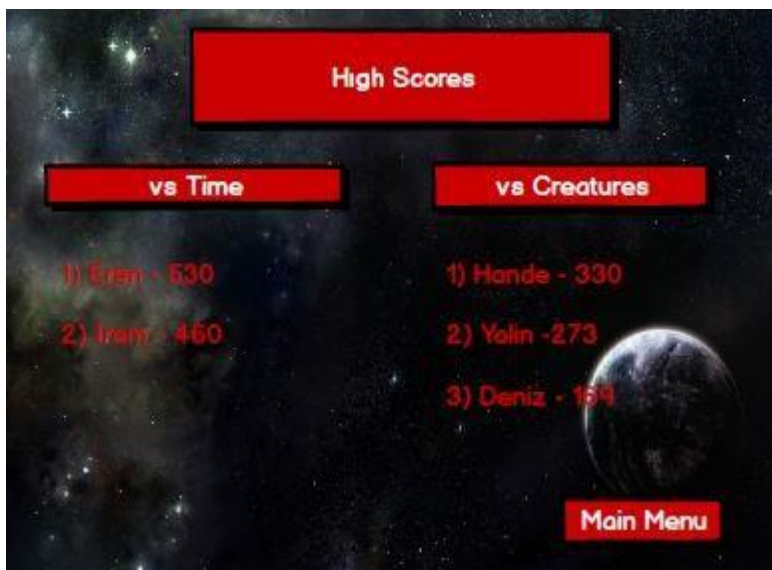 High Scores
vs Time
vs Creatures
1) Eren - 530
2) Irem - 460
1) Hande - 330
2) Yalin -273
3) Deniz - 164
Main Menu